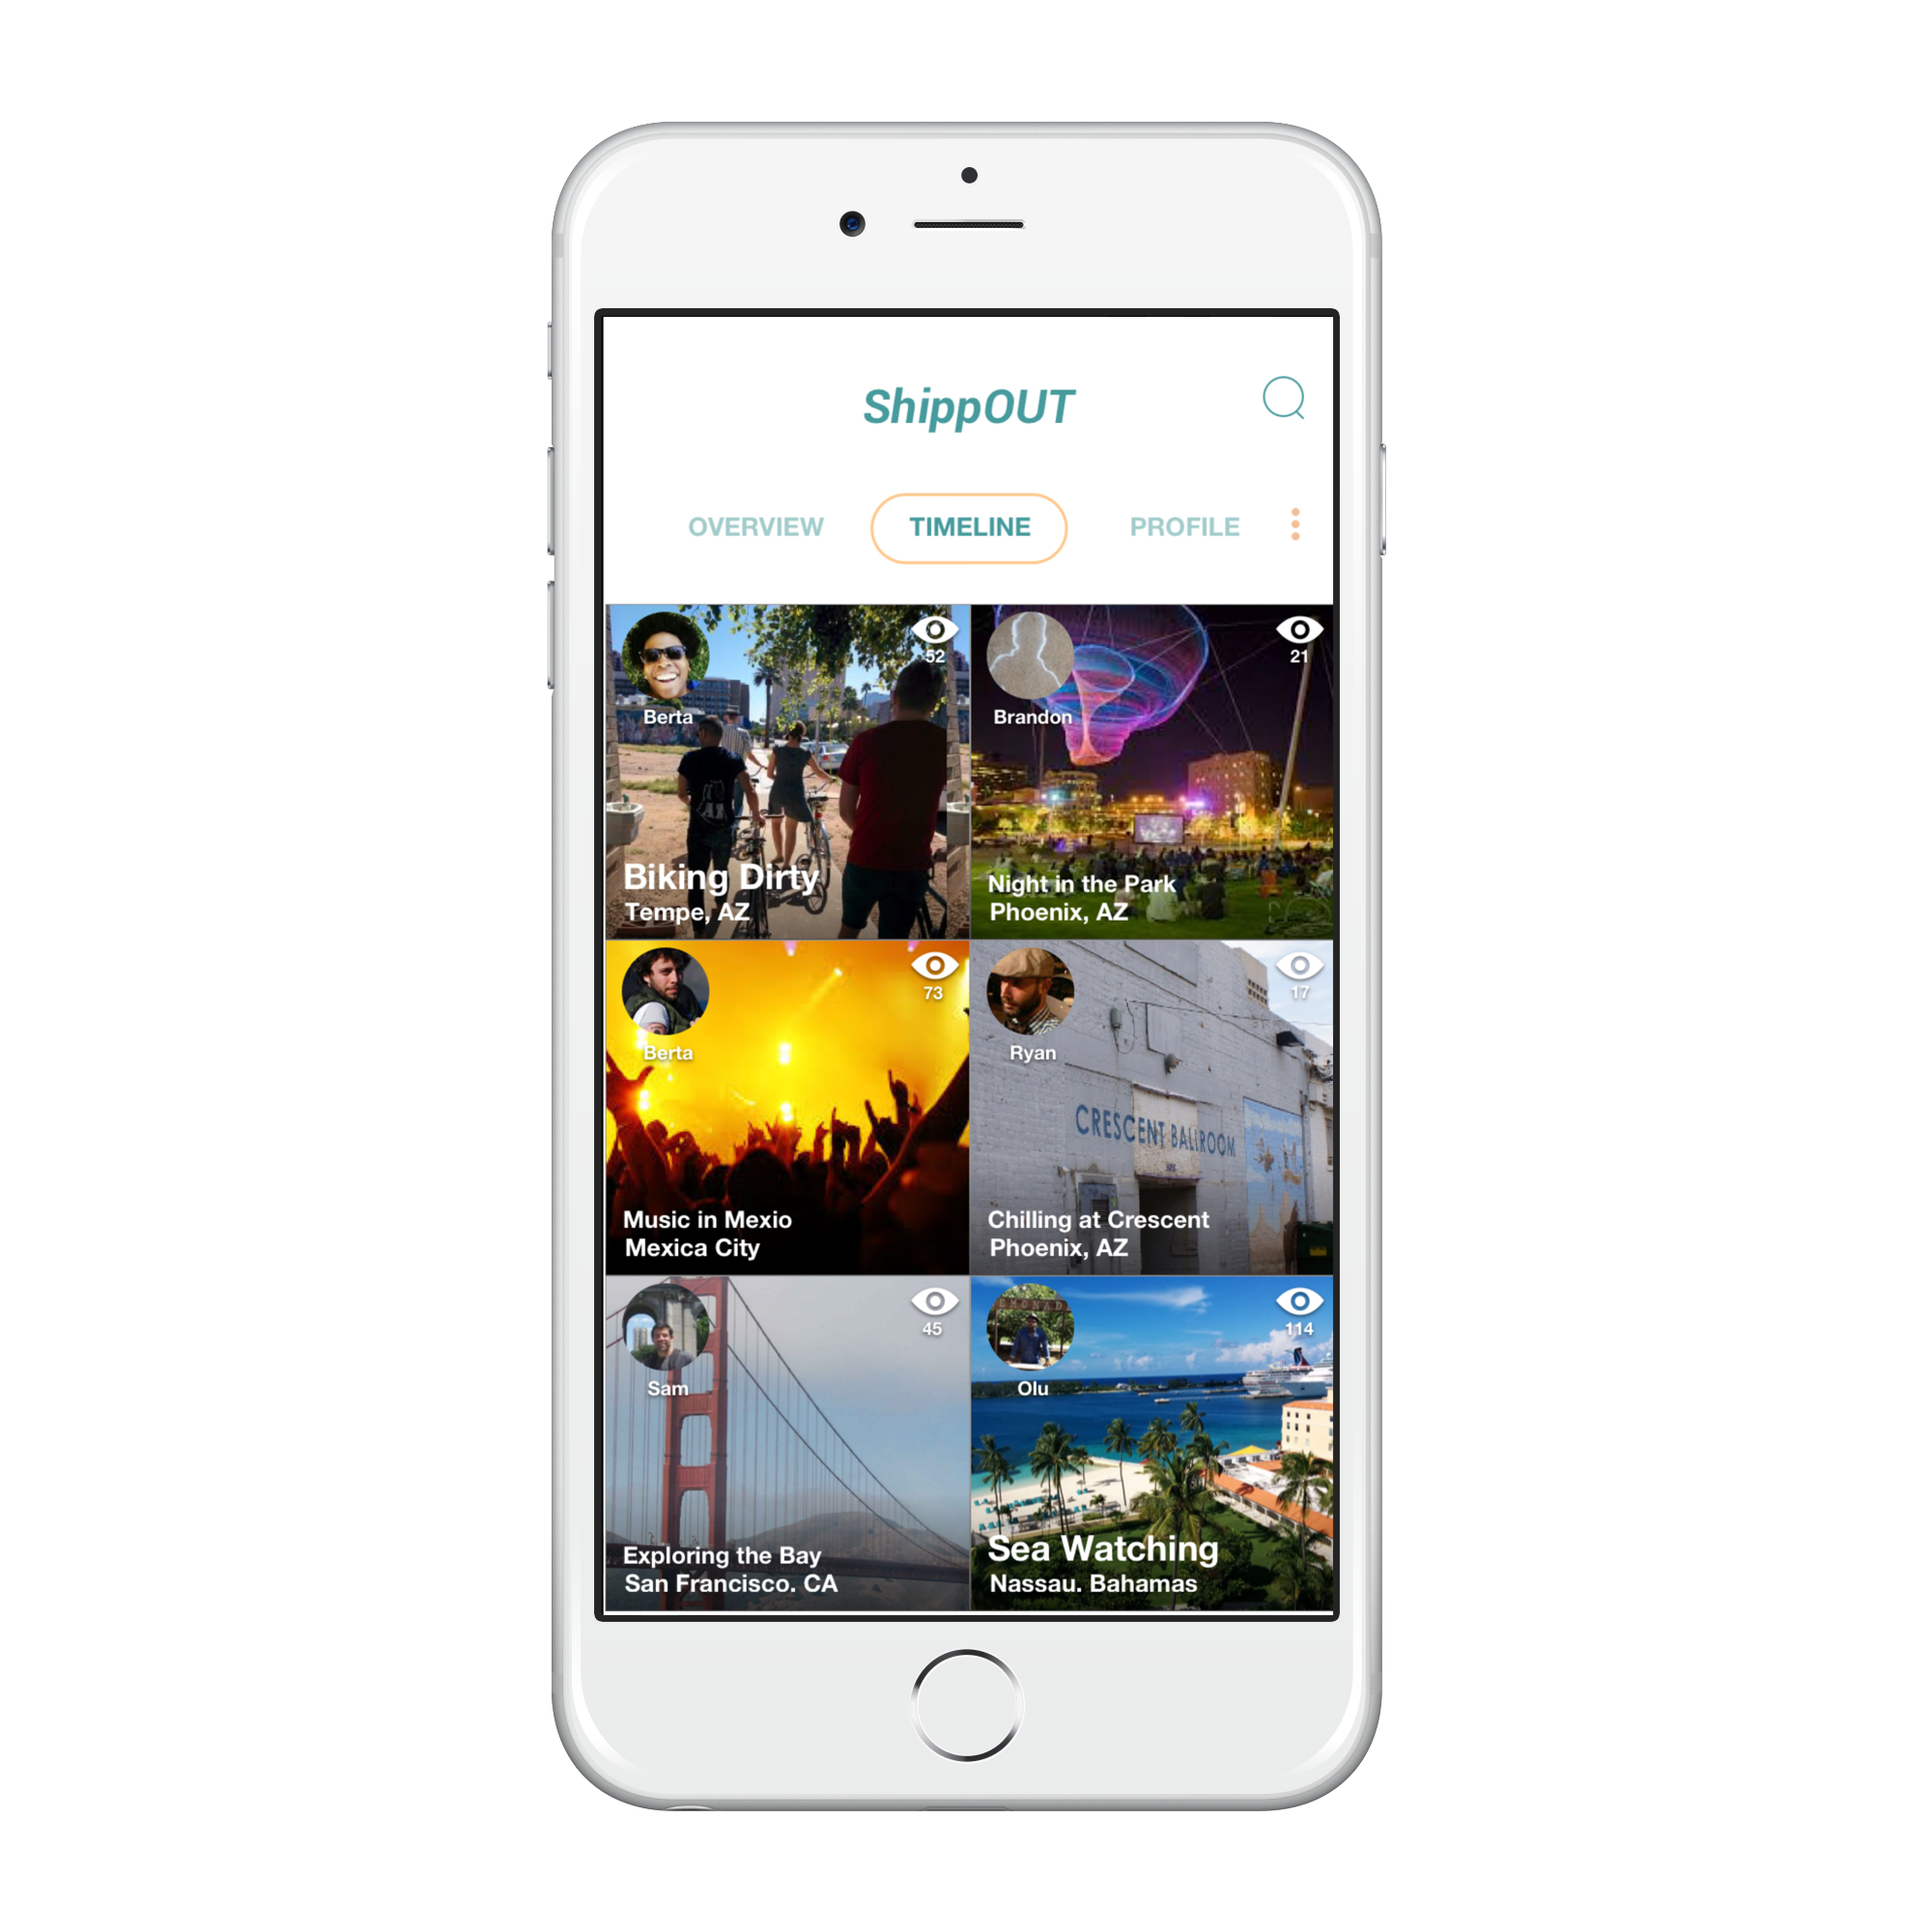 ShippOUT
OVERVIEW TIMELINE PROFILE
52
Berta
Biking Dirty
Tempe, AZ
21
Brandon
Night in the Park
Phoenix, AZ
73
Berta
Music in Mexio
Mexica City
17
Ryan
CRESCENT BALLROOM
Chilling at Crescent
Phoenix, AZ
45
Sam
Exploring the Bay
San Francisco. CA
114
Olu
Sea Watching
Nassau. Bahamas